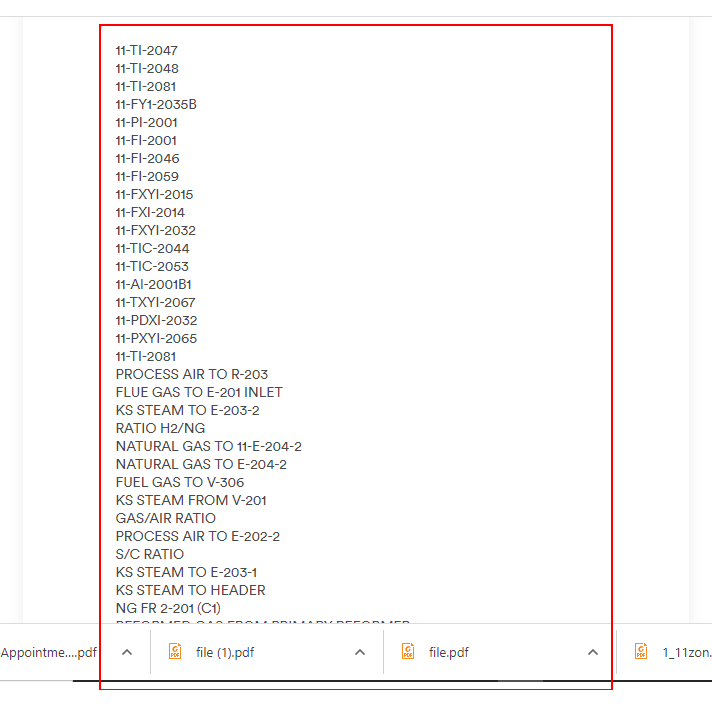 11-TI-2047
11-TI-2048
11-TI-2081
11-FY1-2035B
11-PI-2001
11-FI-2001
11-FI-2046
11-FI-2059
11-FXYI-2015
11-FXI-2014
11-FXYI-2032
11-TIC-2044
11-TIC-2053
11-AI-2001B1
11-TXYI-2067
11-PDXI-2032
11-PXYI-2065
11-TI-2081
PROCESS AIR TO R-203
FLUE GAS TO E-201 INLET
KS STEAM TO E-203-2
RATIO H2/NG
NATURAL GAS TO 11-E-204-2
NATURAL GAS TO E-204-2
FUEL GAS TO V-306
KS STEAM FROM V-201
GAS/AIR RATIO
PROCESS AIR TO E-202-2
S/C RATIO
KS STEAM TO E-203-1
KS STEAM TO HEADER
NG FR 2-201 (C1)
REFORMED GAS FROM PRIMARY REFORMER
Appointme....pdf
file (1).pdf
file.pdf
1_11zon.